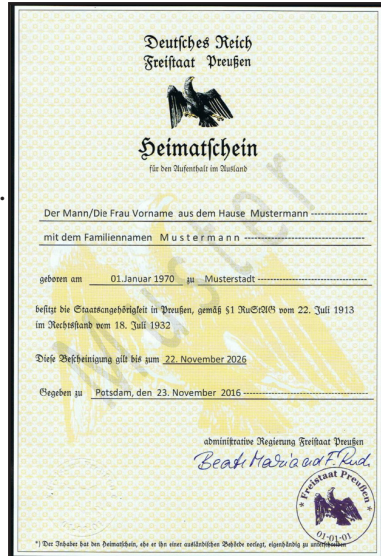 Deutsches Reich
Freistaat Preußen
Heimatschein
für den Aufenthalt im Ausland
Muster
Der Mann/Die Frau Vorname aus dem Hause Mustermann -----------------
mit dem Familiennamen M u s t e r m a n n -----------------
geboren am 01.Januar 1970 zu Musterstadt -----------------
besitzt die Staatsangehörigkeit in Preußen, gemäß §1 RuStAG vom 22. Juli 1913
im Rechtsstand vom 18. Juli 1932
Diese Bescheinigung gilt bis zum 22. November 2026
Gegeben zu Potsdam, den 23. November 2016 -----------------
administrative Regierung Freistaat Preußen
Freistaat Preußen
01-01-01
*) Der Inhaber hat den Heimatschein, ehe er ihn einer ausländischen Behörde vorlegt, eigenhändig zu unterschreiben